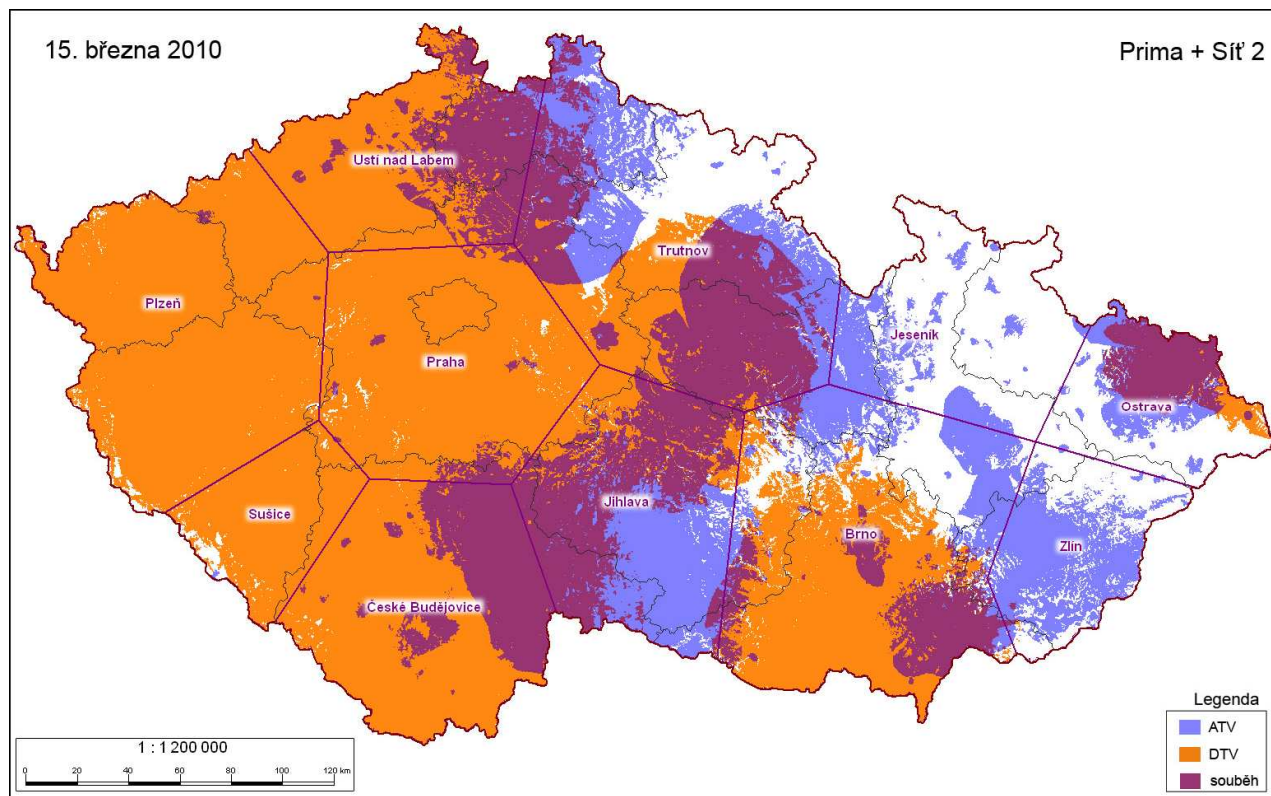 15. března 2010
Prima + Síť 2
Ústí nad Labem
Trutnov
Plzeň
Jeseník
Praha
Ostrava
Sušice
Jihlava
Brno
Zlín
České Budějovice
Legenda
ATV
DTV
souběh
1 : 1 200 000
0 20 40 60 80 100 120 km